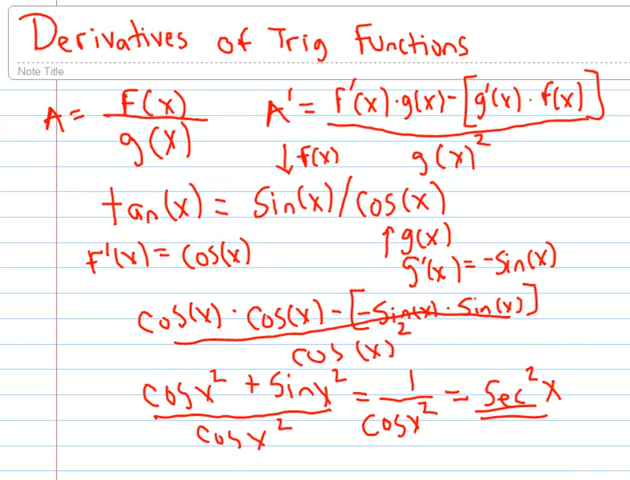 Derivatives of Trig Functions
Note Title
A = F(x) / g(x)    A' = F'(x)·g(x) - [g'(x)·f(x)] / g(x)²
↓f(x)
tan(x) = Sin(x)/cos(x)
↑g(x)
F'(x) = cos(x)    g'(x) = -Sin(x)
cos(x)·cos(x) - [-Sin(x)·Sin(x)] / cos²(x)
cosx² + Sinx² / cosx² = 1 / cosx² = Sec²x